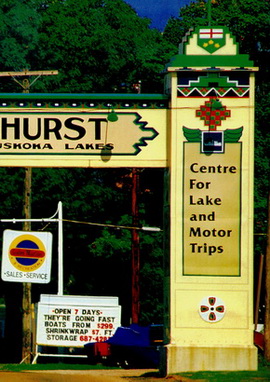 HURST
USKOKA LAKES
Centre
For
Lake
and
Motor
Trips
-SALES-SERVICE-
-OPEN 7 DAYS-
THEY'RE GOING FAST
BOATS FROM $299.
SHRINKWRAP $7. FT
STORAGE 687-